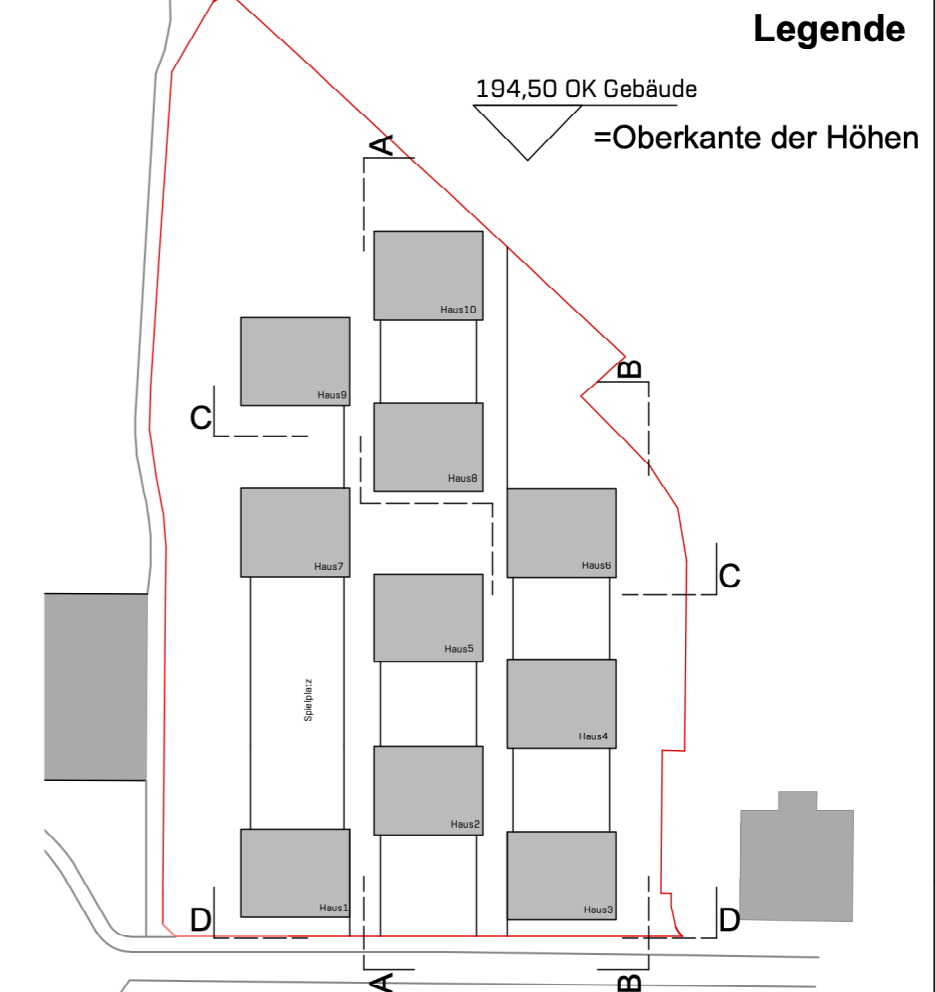 Legende
194,50 OK Gebäude
=Oberkante der Höhen
A
Haus10
B
Haus9
C
Haus8
Haus7
Haus6
C
Haus5
Spielplatz
Haus4
Haus2
Haus1
Haus3
D
D
A
B